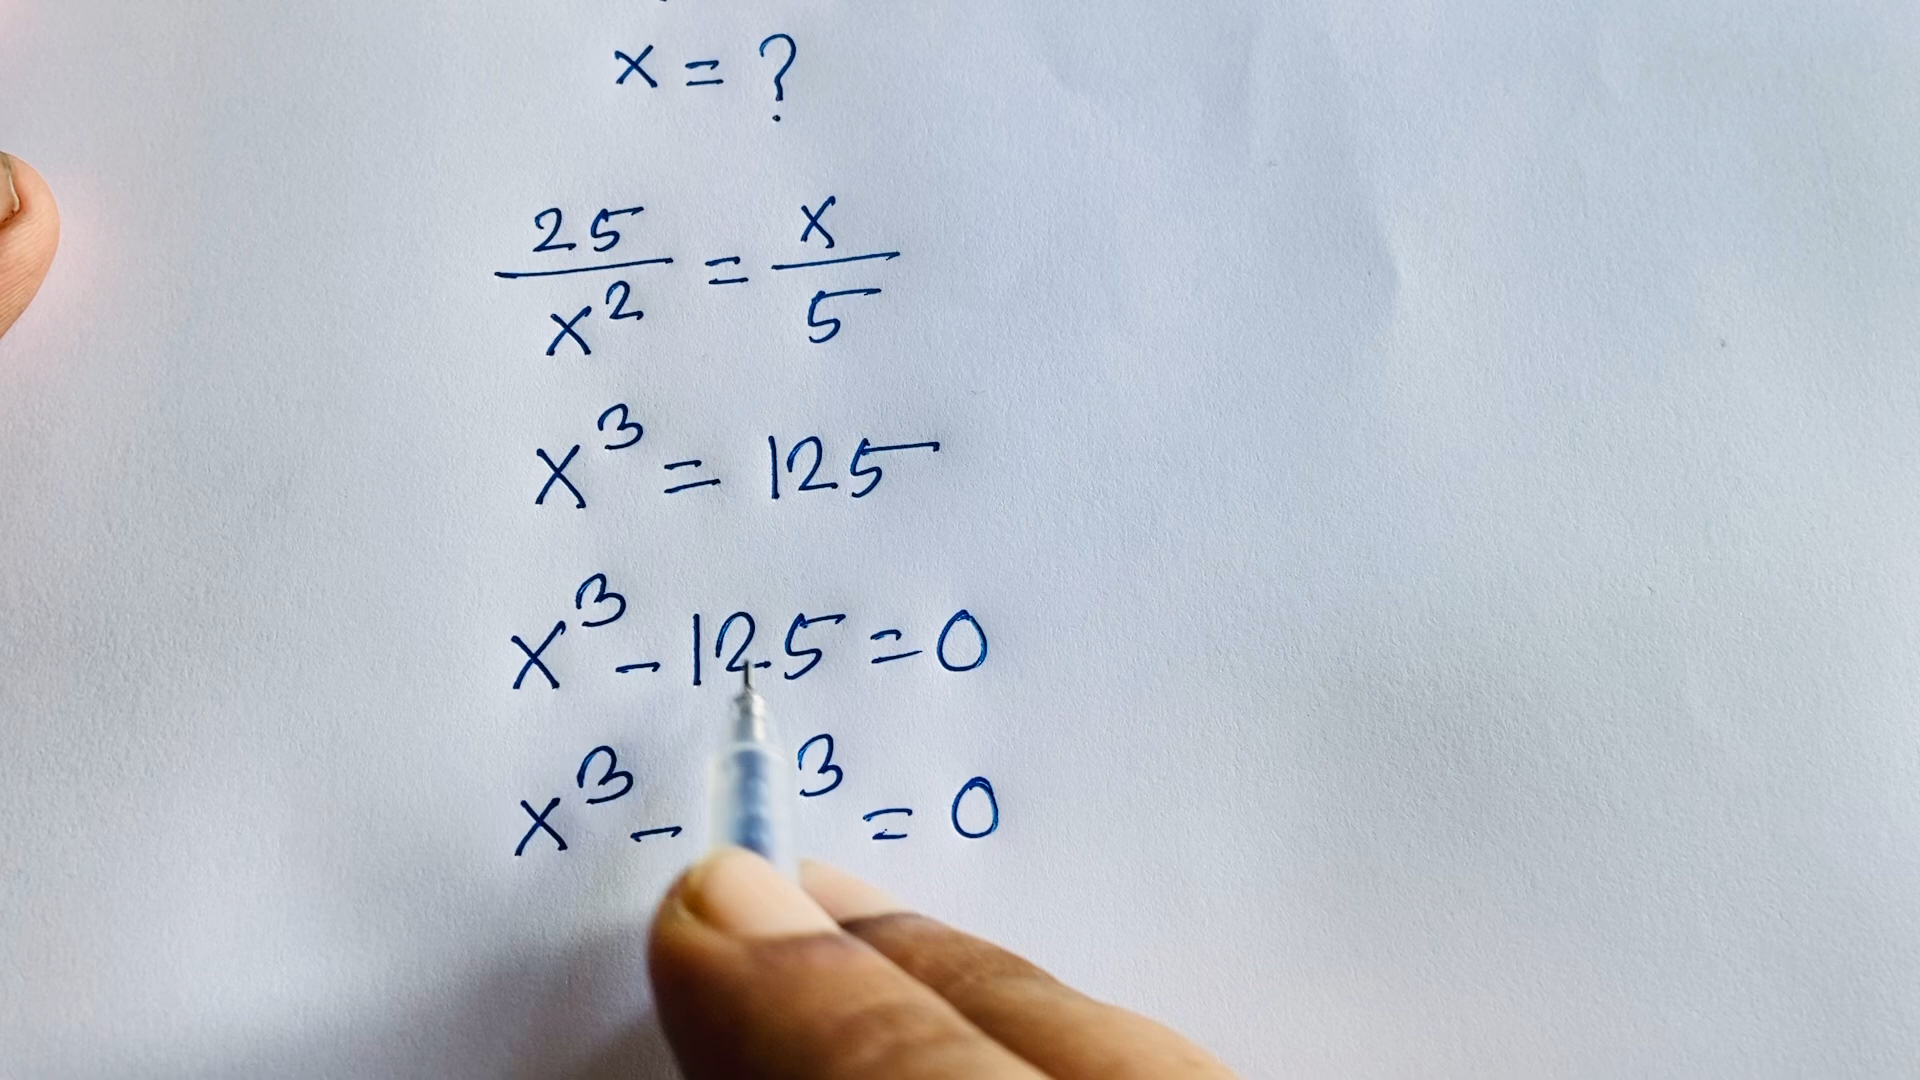 x = ?
25/x² = x/5
x³ = 125
x³ - 125 = 0
x³ - ³ = 0